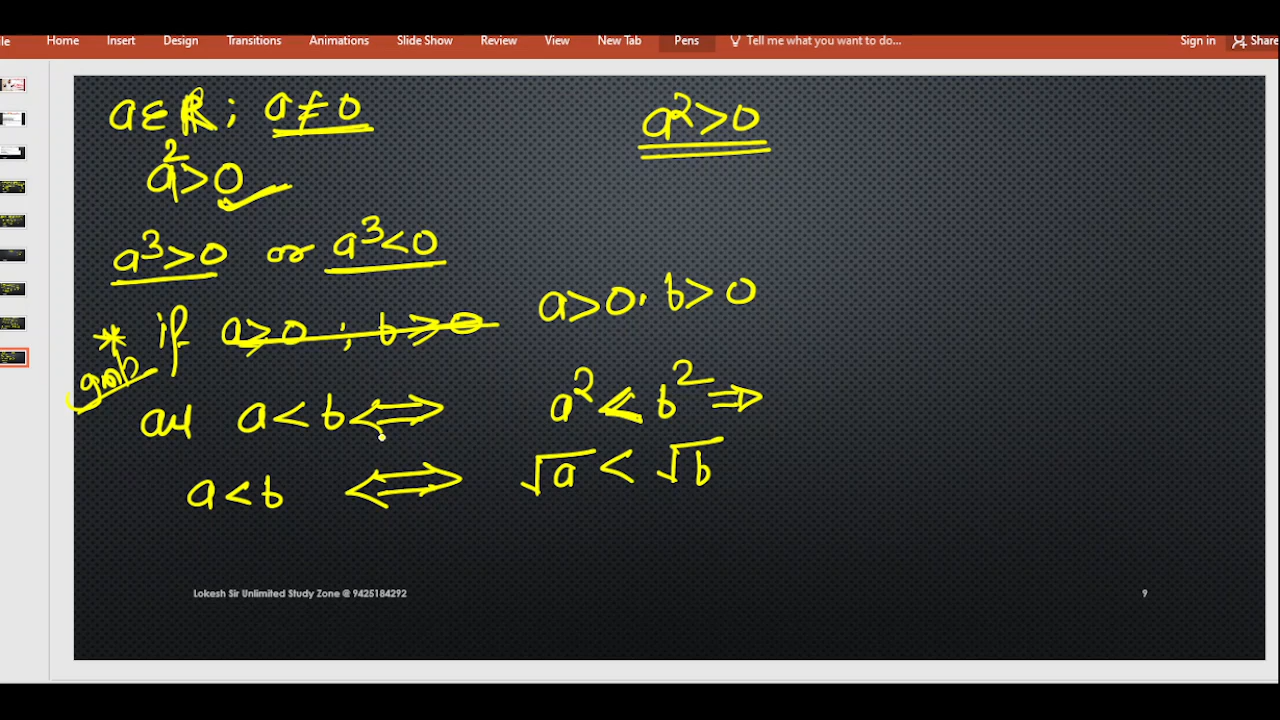 le Home Insert Design Transitions Animations Slide Show Review View New Tab Pens Tell me what you want to do... Sign in Share
a∈R; a≠0
a²>0
a²>0
a³>0 or a³<0
* if a>0 ; b>0
a>0, b>0
a<b ⇔ a²<b² ⇒
a<b ⇔ √a < √b
Lokesh Sir Unlimited Study Zone @ 9425184292
9